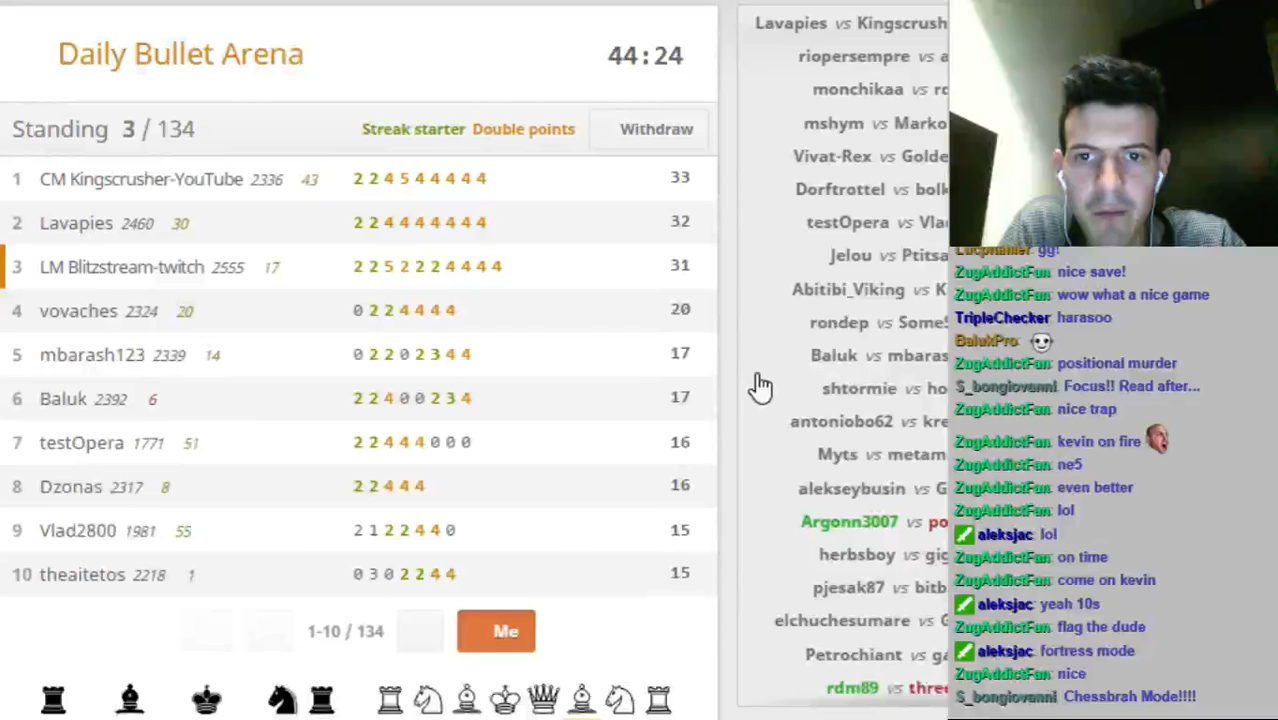 Daily Bullet Arena
44:24
Standing 3 / 134
Streak starter Double points
Withdraw
1 CM Kingscrusher-YouTube 2336 43 2 2 4 5 4 4 4 4 4 33
2 Lavapies 2460 30 2 2 4 4 4 4 4 4 4 32
3 LM Blitzstream-twitch 2555 17 2 2 5 2 2 2 4 4 4 4 31
4 vovaches 2324 20 0 2 2 4 4 4 4 20
5 mbarash123 2339 14 0 2 2 0 2 3 4 4 17
6 Baluk 2392 6 2 2 4 0 0 2 3 4 17
7 testOpera 1771 51 2 2 4 4 4 0 0 0 16
8 Dzonas 2317 8 2 2 4 4 4 16
9 Vlad2800 1981 55 2 1 2 2 4 4 0 15
10 theaitetos 2218 1 0 3 0 2 2 4 4 15
1-10 / 134
Me
Lavapies vs Kingscrush
riopersempre vs a
monchikaa vs
mshym vs Marko
Vivat-Rex vs Golde
Dorftrottel vs bolk
testOpera vs Vla
Jelou vs Ptitsa
Abitibi_Viking vs K
rondep vs SomeS
Baluk vs mbaras
shtormie vs ho
antoniobo62 vs kre
Myts vs metam
alekseybusin vs G
Argonn3007 vs po
herbsboy vs gig
pjesak87 vs bitb
elchuchesumare vs G
Petrochiant vs ga
rdm89 vs three
gg!
ZugAddictFan: nice save!
ZugAddictFan: wow what a nice game
TripleChecker: harasoo
BalukPro:
ZugAddictFan: positional murder
S_bongiovanni: Focus!! Read after...
ZugAddictFan: nice trap
ZugAddictFan: kevin on fire
ZugAddictFan: ne5
ZugAddictFan: even better
ZugAddictFan: lol
aleksjac: lol
ZugAddictFan: on time
ZugAddictFan: come on kevin
aleksjac: yeah 10s
ZugAddictFan: flag the dude
aleksjac: fortress mode
ZugAddictFan: nice
S_bongiovanni: Chessbrah Mode!!!!